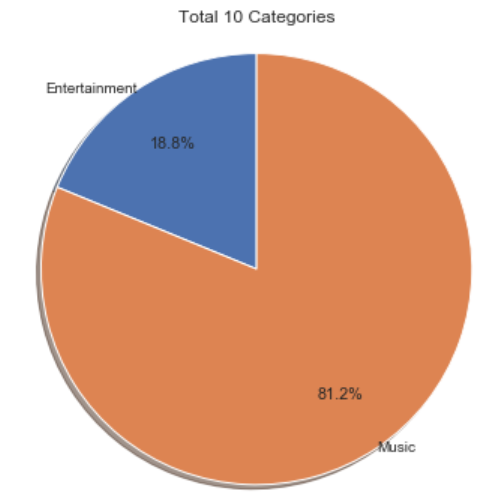 Total 10 Categories
Entertainment
18.8%
81.2%
Music